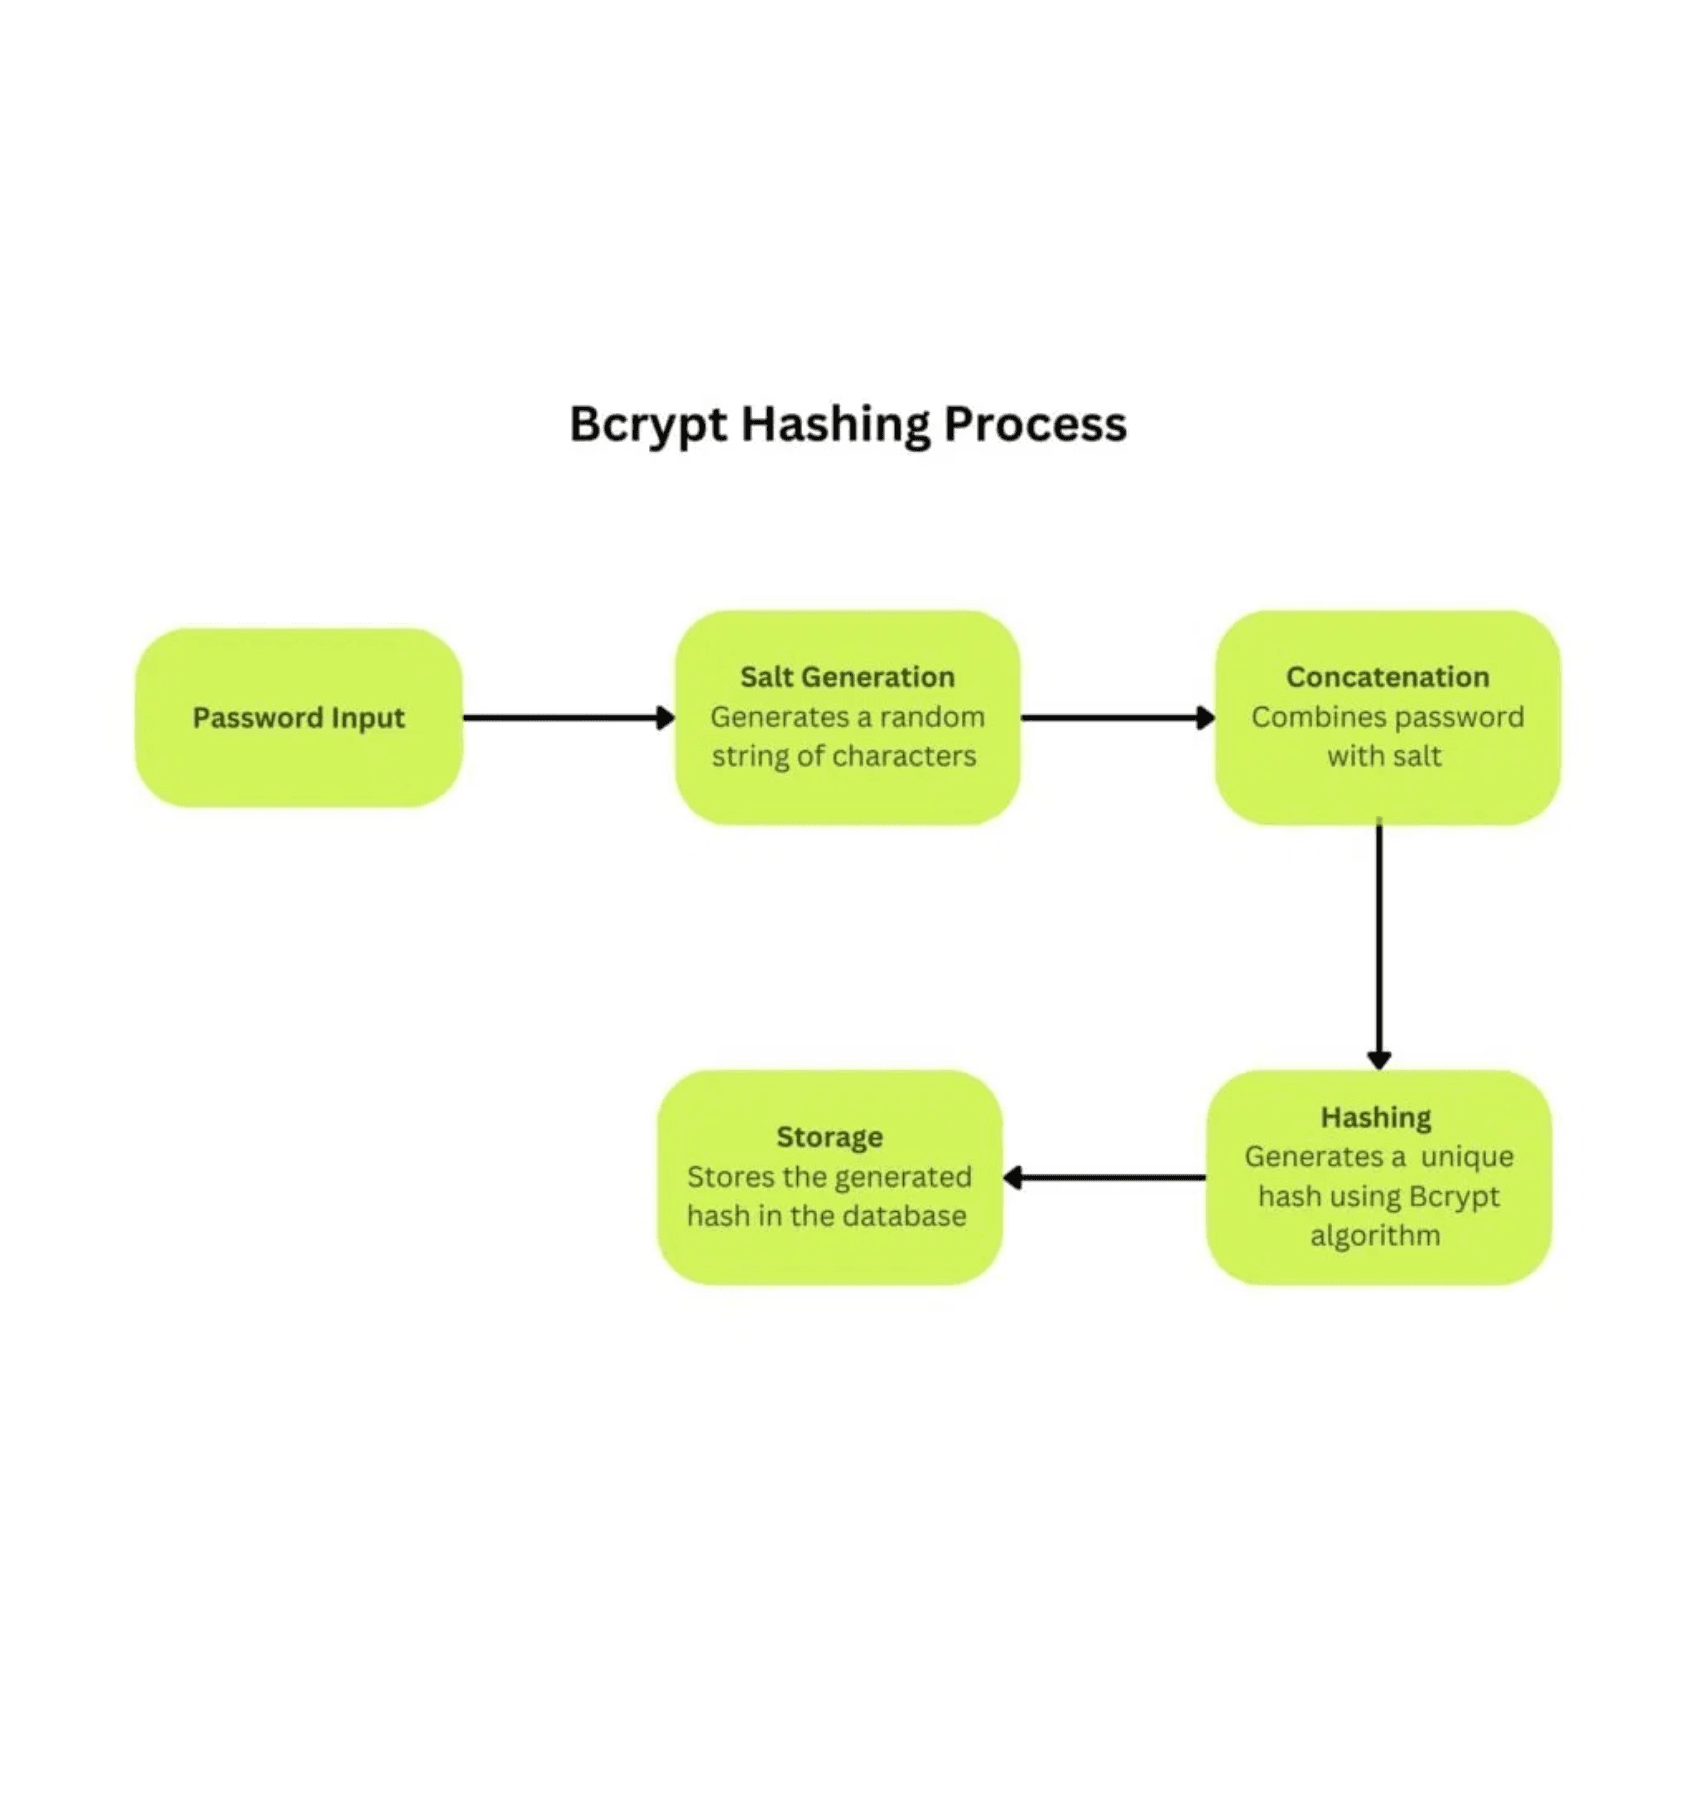 Bcrypt Hashing Process
Password Input
Salt Generation
Generates a random
string of characters
Concatenation
Combines password
with salt
Hashing
Generates a  unique
hash using Bcrypt
algorithm
Storage
Stores the generated
hash in the database